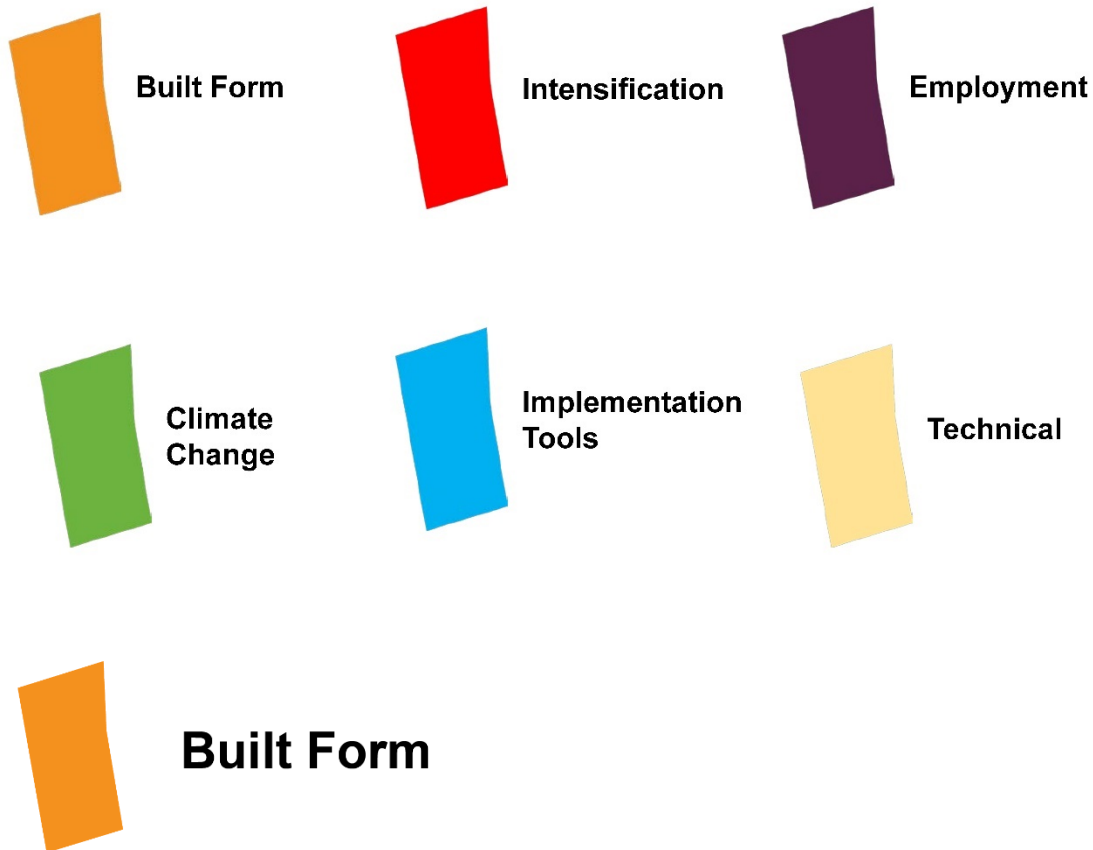 Built Form
Intensification
Employment
Climate
Change
Implementation
Tools
Technical
Built Form